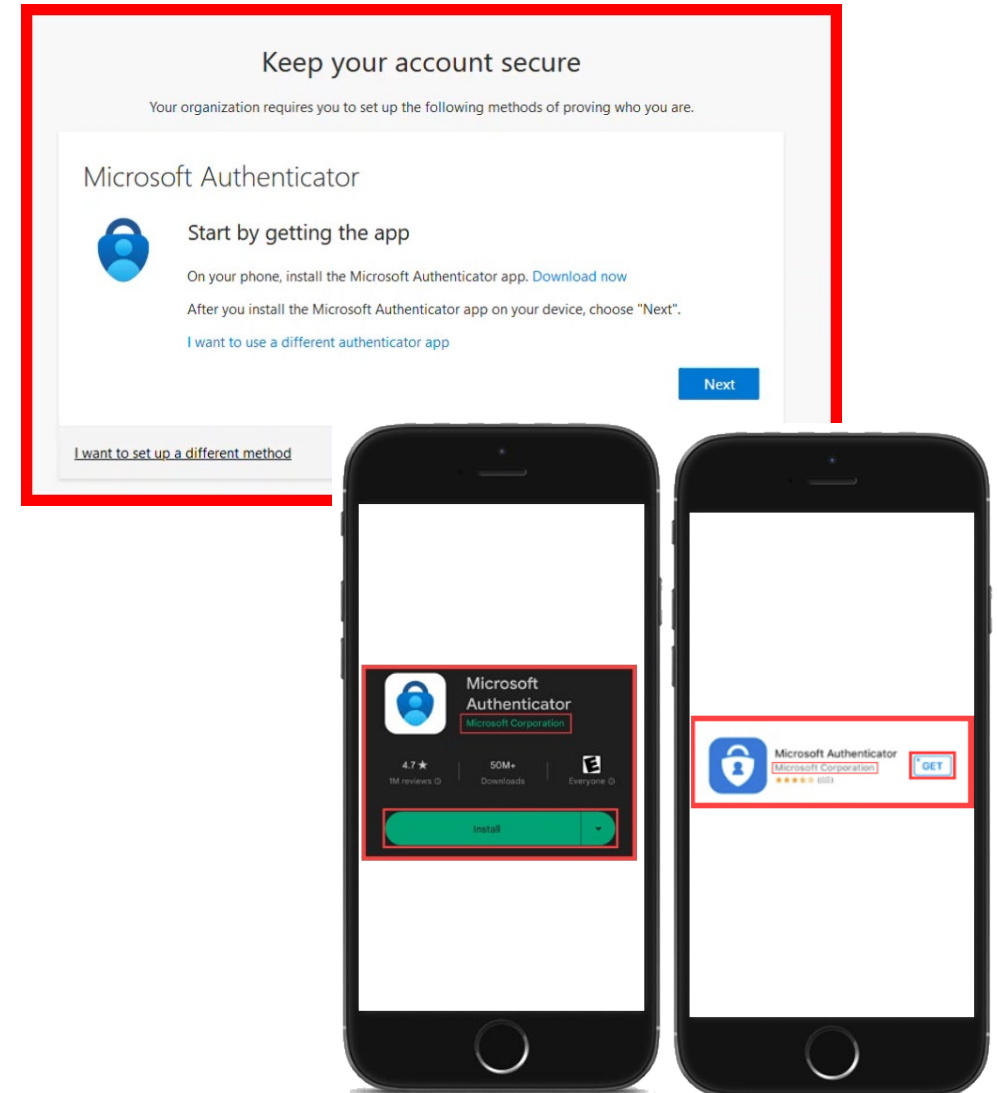 Keep your account secure
Your organization requires you to set up the following methods of proving who you are.
Microsoft Authenticator
Start by getting the app
On your phone, install the Microsoft Authenticator app. Download now
After you install the Microsoft Authenticator app on your device, choose "Next".
I want to use a different authenticator app
Next
I want to set up a different method
Microsoft
Authenticator
Microsoft Corporation
4.7 ★
1M reviews
50M+
Downloads
E
Everyone
Install
Microsoft Authenticator
Microsoft Corporation
GET